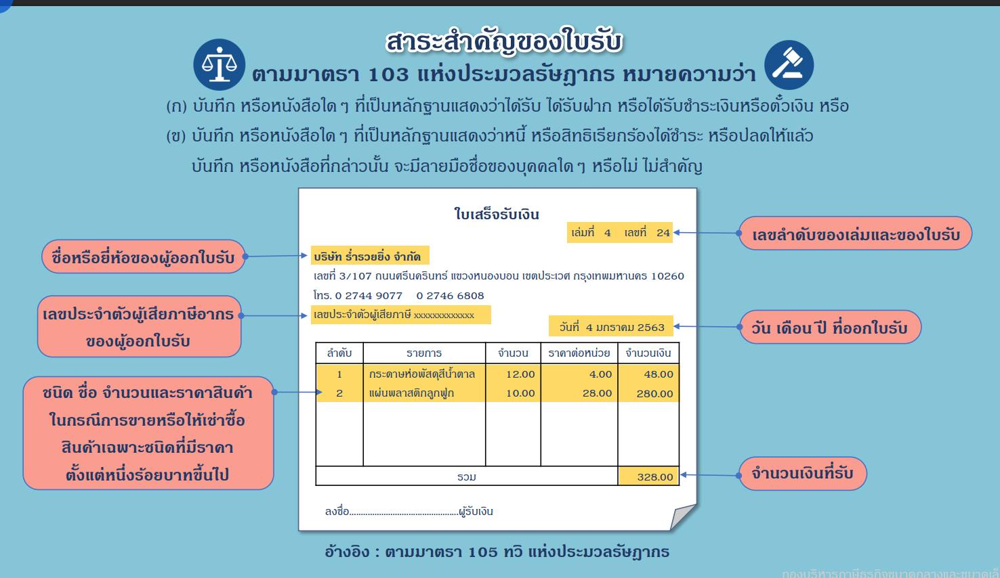 สาระสำคัญของใบรับ
ตามมาตรา 103 แห่งประมวลรัษฎากร หมายความว่า
(ก) บันทึก หรือหนังสือใด ๆ ที่เป็นหลักฐานแสดงว่าได้รับ ได้รับฝาก หรือได้รับชำระเงินหรือตั๋วเงิน หรือ
(ข) บันทึก หรือหนังสือใด ๆ ที่เป็นหลักฐานแสดงว่าหนี้ หรือสิทธิเรียกร้องได้ชำระ หรือปลดให้แล้ว
บันทึก หรือหนังสือที่กล่าวนั้น จะมีลายมือชื่อของบุคคลใด ๆ หรือไม่ ไม่สำคัญ
ใบเสร็จรับเงิน
เล่มที่ 4 เลขที่ 24
เลขลำดับของเล่มและของใบรับ
ชื่อหรือยี่ห้อของผู้ออกใบรับ
บริษัท ร่ำรวยยิ่ง จำกัด
เลขที่ 3/107 ถนนศรีนครินทร์ แขวงหนองบอน เขตประเวศ กรุงเทพมหานคร 10260
โทร. 0 2744 9077 0 2746 6808
เลขประจำตัวผู้เสียภาษีอากร
ของผู้ออกใบรับ
เลขประจำตัวผู้เสียภาษี xxxxxxxxxxxxx
วันที่ 4 มกราคม 2563
วัน เดือน ปี ที่ออกใบรับ
ลำดับ รายการ จำนวน ราคาต่อหน่วย จำนวนเงิน
1 กระดาษห่อพัสดุสีน้ำตาล 12.00 4.00 48.00
2 แผ่นพลาสติกลูกฟูก 10.00 28.00 280.00
ชนิด ชื่อ จำนวนและราคาสินค้า
ในกรณีการขายหรือให้เช่าซื้อ
สินค้าเฉพาะชนิดที่มีราคา
ตั้งแต่หนึ่งร้อยบาทขึ้นไป
รวม 328.00
จำนวนเงินที่รับ
ลงชื่อ................................................ผู้รับเงิน
อ้างอิง : ตามมาตรา 105 ทวิ แห่งประมวลรัษฎากร
กองบริหารภาษีธุรกิจขนาดกลางและขนาดเล็